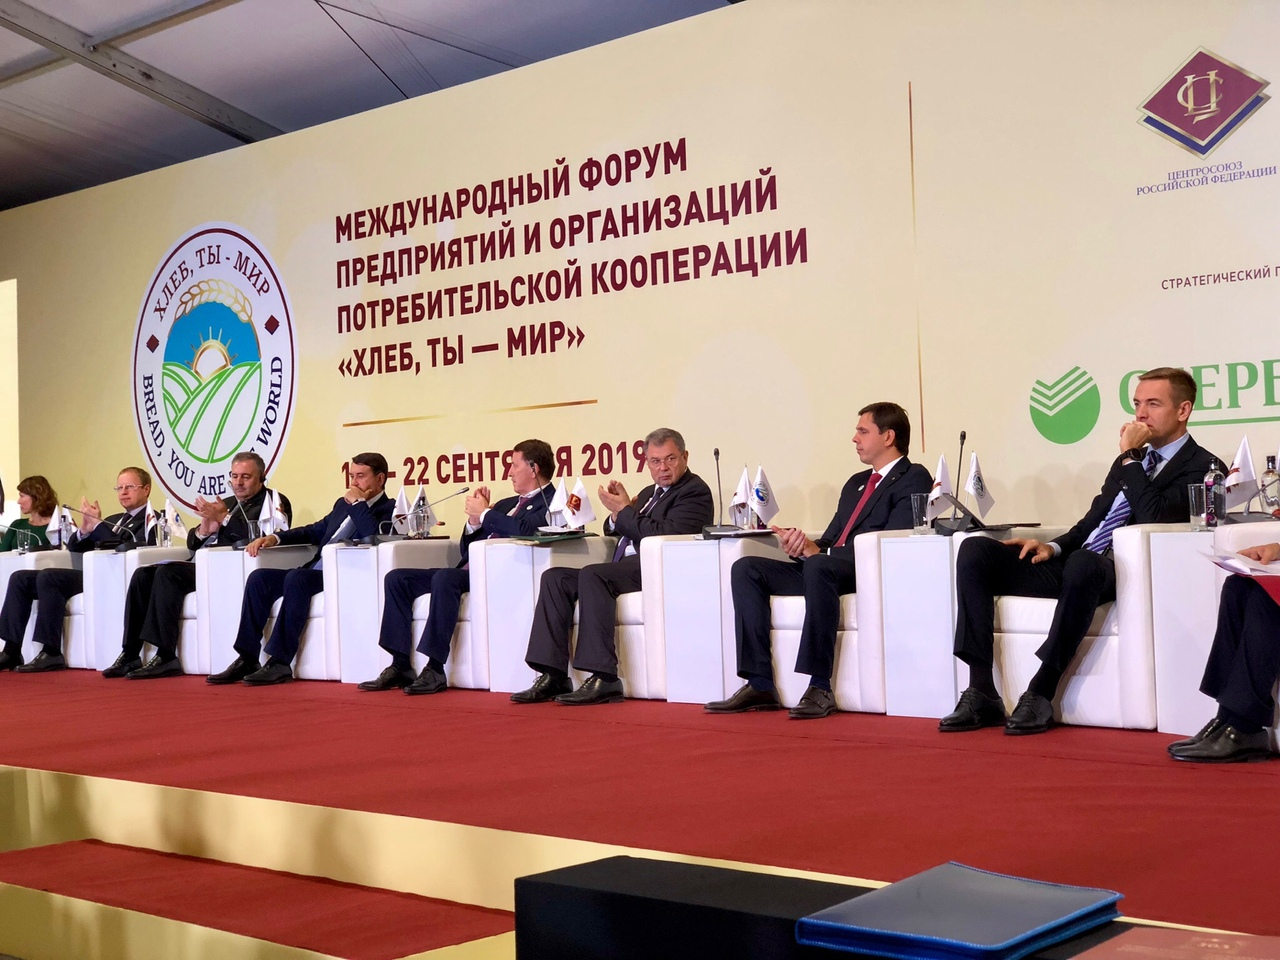 МЕЖДУНАРОДНЫЙ ФОРУМ
ПРЕДПРИЯТИЙ И ОРГАНИЗАЦИЙ
ПОТРЕБИТЕЛЬСКОЙ КООПЕРАЦИИ
«ХЛЕБ, ТЫ — МИР»
22 СЕНТЯБРЯ 2019
ХЛЕБ, ТЫ - МИР
BREAD, YOU ARE THE WORLD
ЦЕНТРОСОЮЗ
РОССИЙСКОЙ ФЕДЕРАЦИИ
СТРАТЕГИЧЕСКИЙ